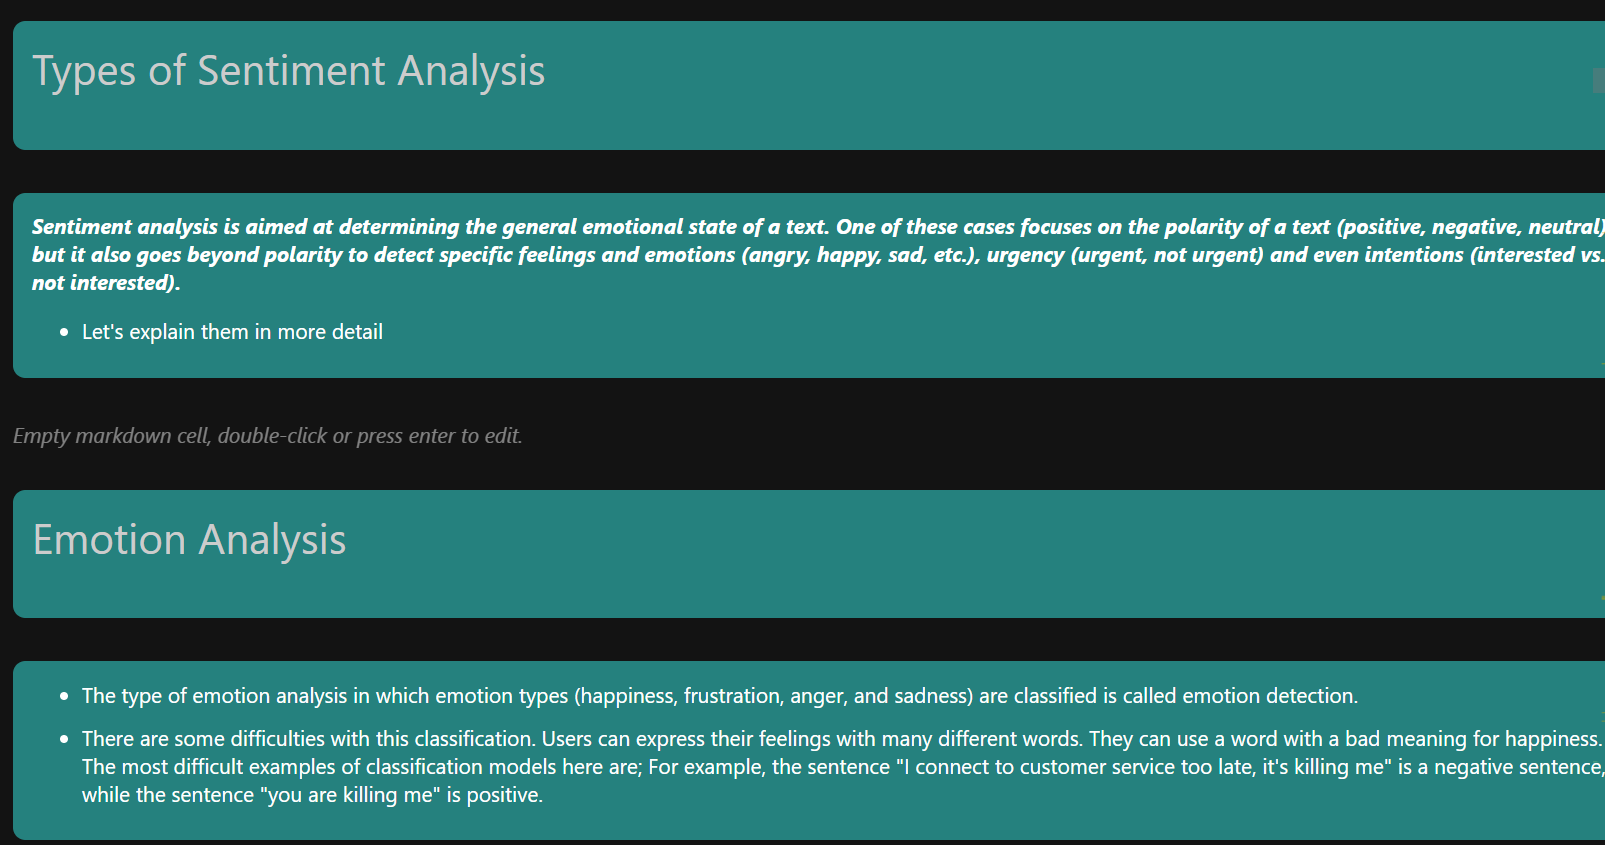 Types of Sentiment Analysis
Sentiment analysis is aimed at determining the general emotional state of a text. One of these cases focuses on the polarity of a text (positive, negative, neutral)
but it also goes beyond polarity to detect specific feelings and emotions (angry, happy, sad, etc.), urgency (urgent, not urgent) and even intentions (interested vs.
not interested).
• Let's explain them in more detail
Empty markdown cell, double-click or press enter to edit.
Emotion Analysis
• The type of emotion analysis in which emotion types (happiness, frustration, anger, and sadness) are classified is called emotion detection.
• There are some difficulties with this classification. Users can express their feelings with many different words. They can use a word with a bad meaning for happiness.
The most difficult examples of classification models here are; For example, the sentence "I connect to customer service too late, it's killing me" is a negative sentence,
while the sentence "you are killing me" is positive.